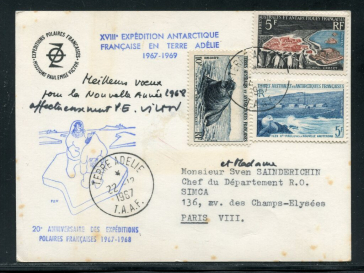 EXPEDITIONS POLAIRES FRANÇAISES
MISSIONS PAUL-EMILE VICTOR
XVIIIe EXPÉDITION ANTARCTIQUE
FRANÇAISE EN TERRE ADÉLIE
1967-1969
5F RF
TERRES AUSTRALES ET ANTARCTIQUES FRANÇAISES
5F
Meilleurs voeux
pour la Nouvelle Année 1968
affectueusement PE. VICTOR
TERRE ADELIE
22-12
1967
T.A.A.F.
et Madame
Monsieur Sven SAINDERICHIN
Chef du Département R.O.
SIMCA
136, av. des Champs-Elysées
PARIS VIII.
20e ANNIVERSAIRE DES EXPÉDITIONS
POLAIRES FRANÇAISES 1947-1968